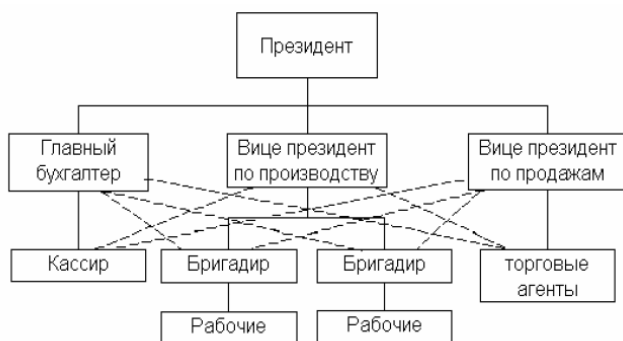 Президент
Главный
бухгалтер
Вице президент
по производству
Вице президент
по продажам
Кассир
Бригадир
Бригадир
торговые
агенты
Рабочие
Рабочие